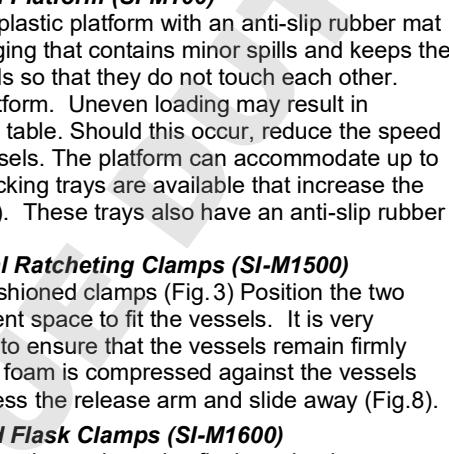 Platform (SI-M100)
plastic platform with an anti-slip rubber mat
ging that contains minor spills and keeps the
ls so that they do not touch each other.
tform. Uneven loading may result in
table. Should this occur, reduce the speed
ssels. The platform can accommodate up to
cking trays are available that increase the
). These trays also have an anti-slip rubber
al Ratcheting Clamps (SI-M1500)
shioned clamps (Fig. 3) Position the two
ent space to fit the vessels. It is very
to ensure that the vessels remain firmly
foam is compressed against the vessels
ess the release arm and slide away (Fig.8).
d Flask Clamps (SI-M1600)